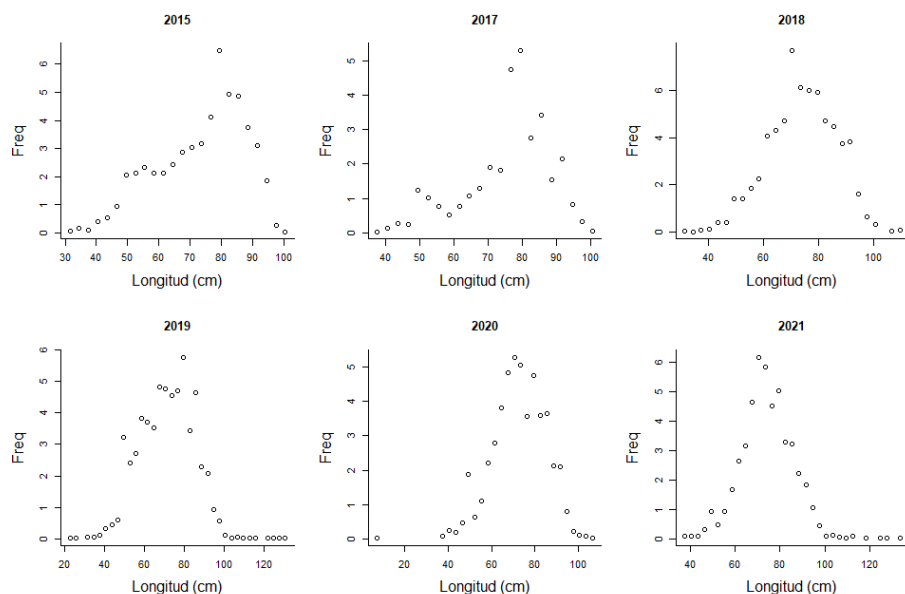 2015
2017
2018
Freq
0 1 2 3 4 5 6
30 40 50 60 70 80 90 100
Longitud (cm)
Freq
0 1 2 3 4 5
40 50 60 70 80 90 100
Longitud (cm)
Freq
0 2 4 6
40 60 80 100
Longitud (cm)
2019
2020
2021
Freq
0 1 2 3 4 5 6
20 40 60 80 100 120
Longitud (cm)
Freq
0 1 2 3 4 5
20 40 60 80 100
Longitud (cm)
Freq
0 1 2 3 4 5 6
40 60 80 100 120
Longitud (cm)